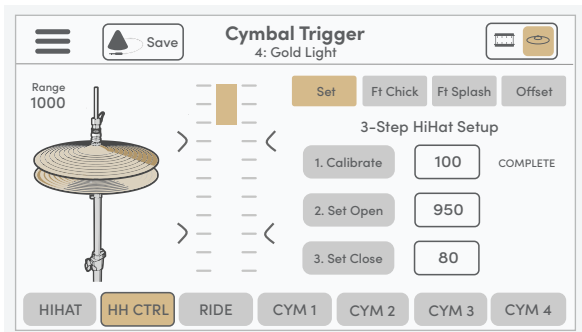 Save
Cymbal Trigger
4: Gold Light
Range
1000
Set
Ft Chick
Ft Splash
Offset
3-Step HiHat Setup
1. Calibrate
100
COMPLETE
2. Set Open
950
3. Set Close
80
HIHAT
HH CTRL
RIDE
CYM 1
CYM 2
CYM 3
CYM 4